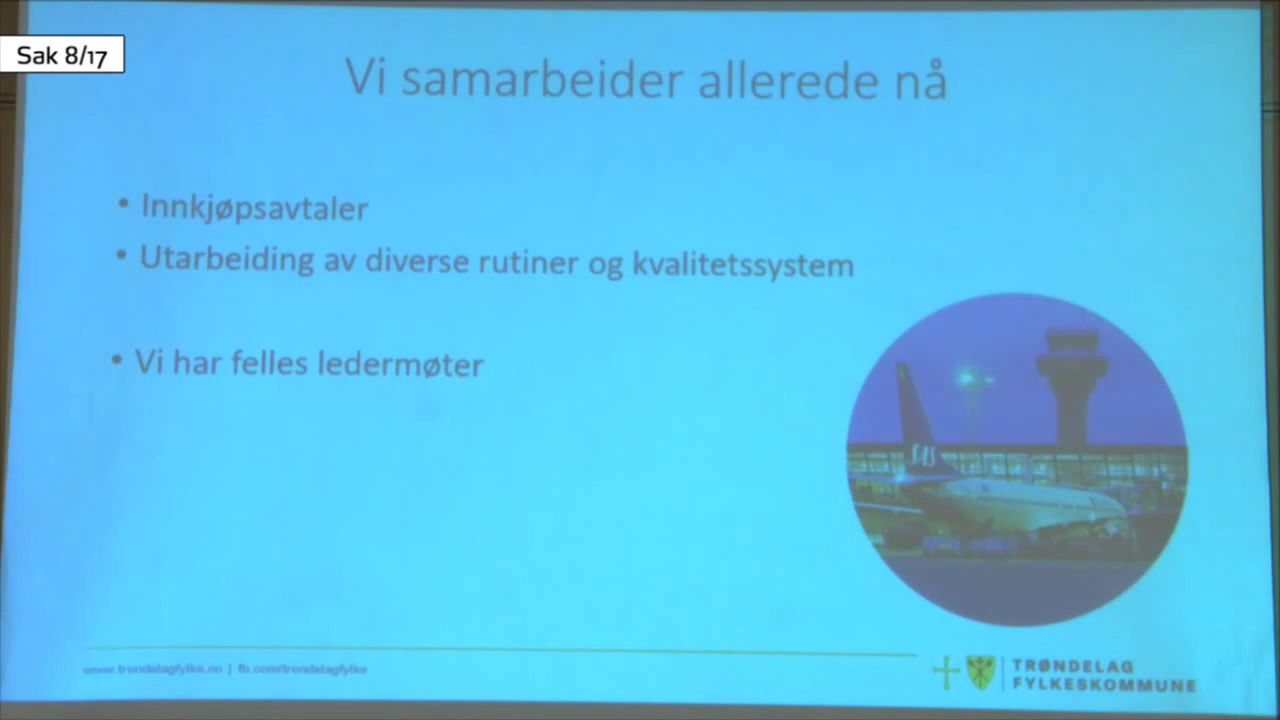 Sak 8/17
Vi samarbeider allerede nå
• Innkjøpsavtaler
• Utarbeiding av diverse rutiner og kvalitetssystem
• Vi har felles ledermøter
SAS
www.trondelagfylke.no | fb.com/trondelagfylke
TRØNDELAG
FYLKESKOMMUNE